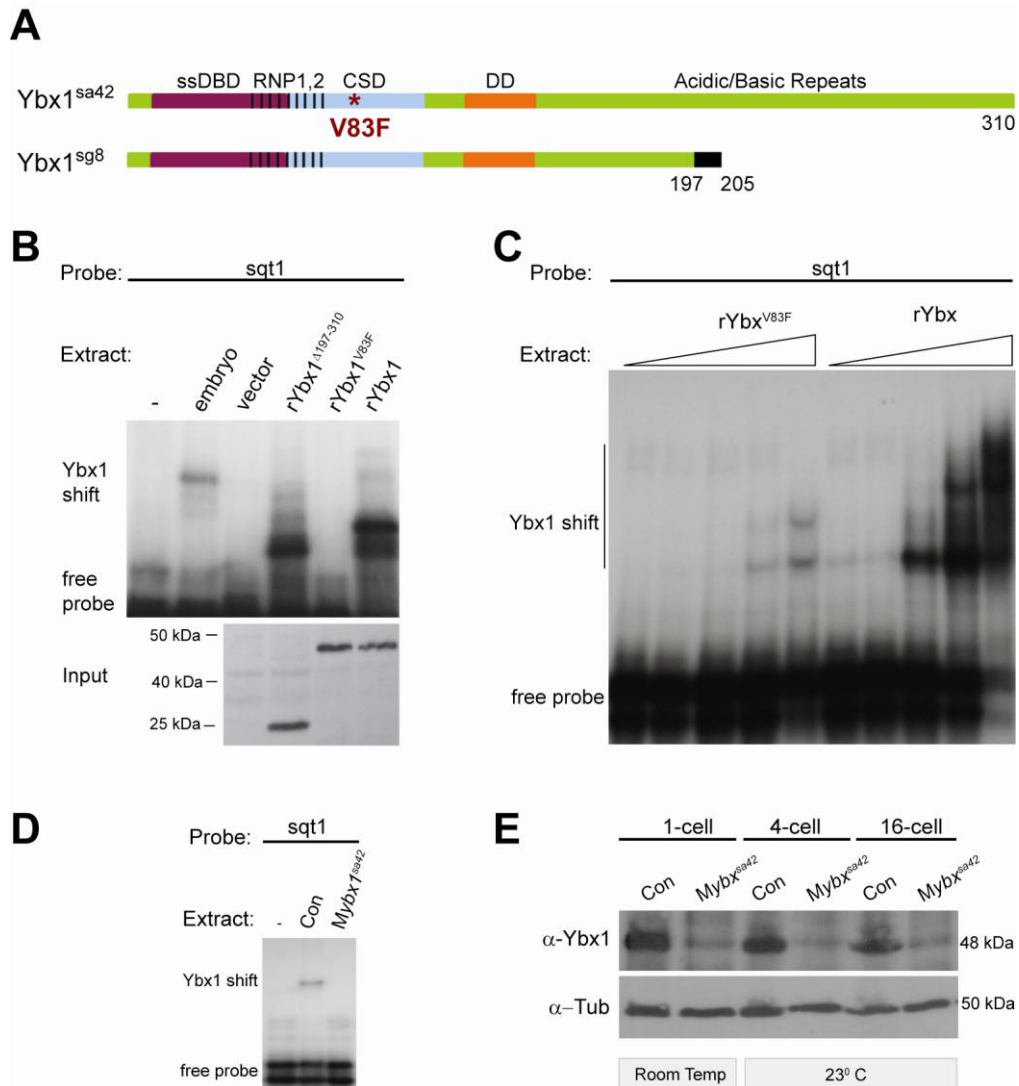 A
ssDBD RNP1,2 CSD DD Acidic/Basic Repeats
Ybx1sa42
*
V83F
310
Ybx1sg8
197 205
B
Probe: sqt1
Extract: - embryo vector rYbx1Δ197-310 rYbx1V83F rYbx1
Ybx1 shift
free probe
Input
50 kDa
40 kDa
25 kDa
C
Probe: sqt1
Extract: rYbxV83F rYbx
Ybx1 shift
free probe
D
Probe: sqt1
Extract: - Con Mybx1sa42
Ybx1 shift
free probe
E
1-cell 4-cell 16-cell
Con Mybxsa42 Con Mybxsa42 Con Mybxsa42
α-Ybx1 48 kDa
α–Tub 50 kDa
Room Temp 23⁰ C